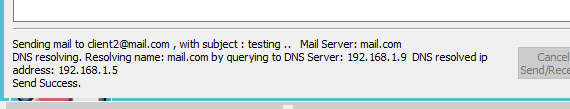 Sending mail to client2@mail.com , with subject : testing ..   Mail Server: mail.com
DNS resolving. Resolving name: mail.com by querying to DNS Server: 192.168.1.9  DNS resolved ip
address: 192.168.1.5
Send Success.
Cancel
Send/Rece